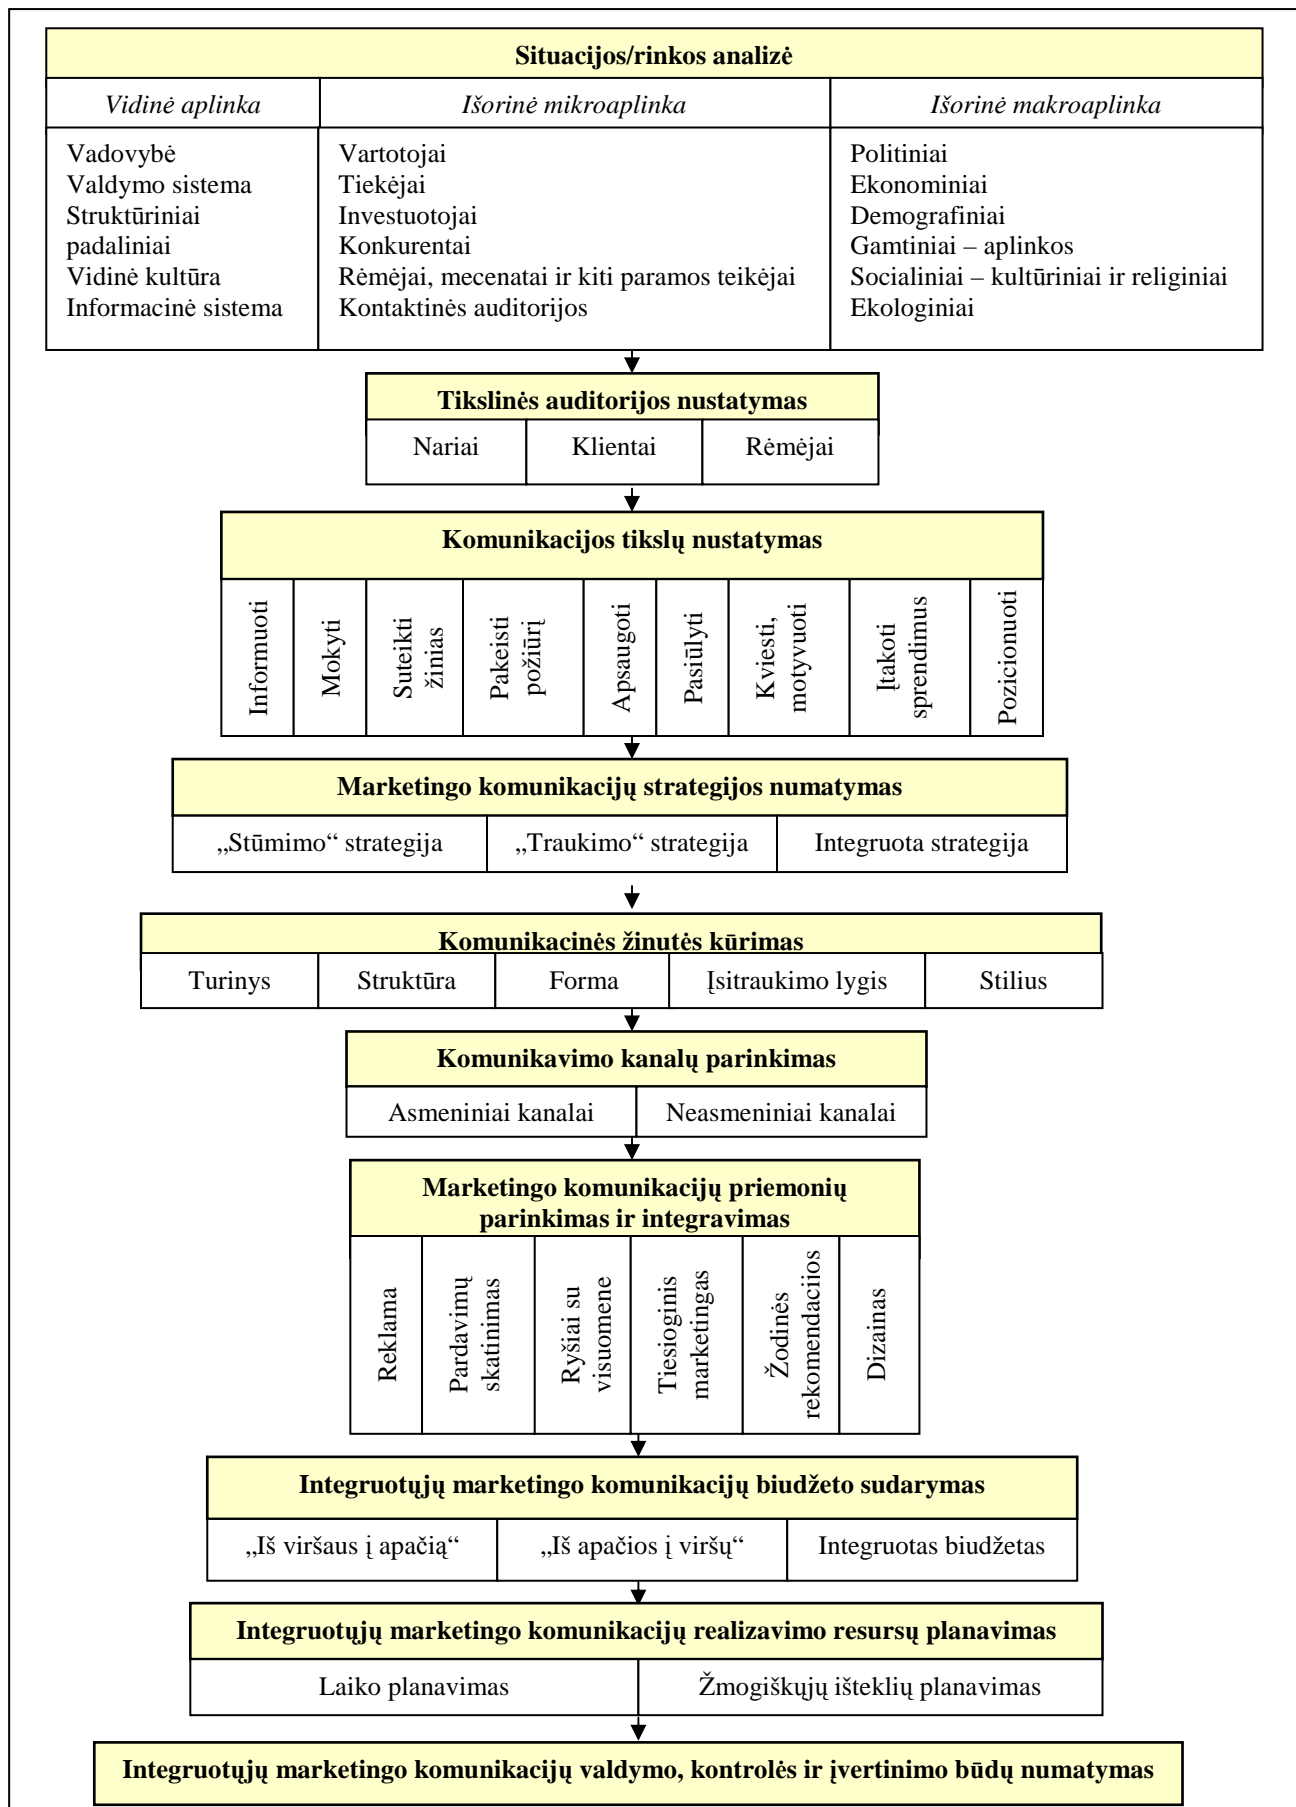 Situacijos/rinkos analizė
Vidinė aplinka
Išorinė mikroaplinka
Išorinė makroaplinka
Vadovybė
Valdymo sistema
Struktūriniai
padaliniai
Vidinė kultūra
Informacinė sistema
Vartotojai
Tiekėjai
Investuotojai
Konkurentai
Rėmėjai, mecenatai ir kiti paramos teikėjai
Kontaktinės auditorijos
Politiniai
Ekonominiai
Demografiniai
Gamtiniai – aplinkos
Socialiniai – kultūriniai ir religiniai
Ekologiniai
Tikslinės auditorijos nustatymas
Nariai
Klientai
Rėmėjai
Komunikacijos tikslų nustatymas
Informuoti
Mokyti
Suteikti
žinias
Pakeisti
požiūrį
Apsaugoti
Pasiūlyti
Kviesti,
motyvuoti
Įtakoti
sprendimus
Pozicionuoti
Marketingo komunikacijų strategijos numatymas
„Stūmimo“ strategija
„Traukimo“ strategija
Integruota strategija
Komunikacinės žinutės kūrimas
Turinys
Struktūra
Forma
Įsitraukimo lygis
Stilius
Komunikavimo kanalų parinkimas
Asmeniniai kanalai
Neasmeniniai kanalai
Marketingo komunikacijų priemonių
parinkimas ir integravimas
Reklama
Pardavimų
skatinimas
Ryšiai su
visuomene
Tiesioginis
marketingas
Žodinės
rekomendacijos
Dizainas
Integruotųjų marketingo komunikacijų biudžeto sudarymas
„Iš viršaus į apačią“
„Iš apačios į viršų“
Integruotas biudžetas
Integruotųjų marketingo komunikacijų realizavimo resursų planavimas
Laiko planavimas
Žmogiškųjų išteklių planavimas
Integruotųjų marketingo komunikacijų valdymo, kontrolės ir įvertinimo būdų numatymas